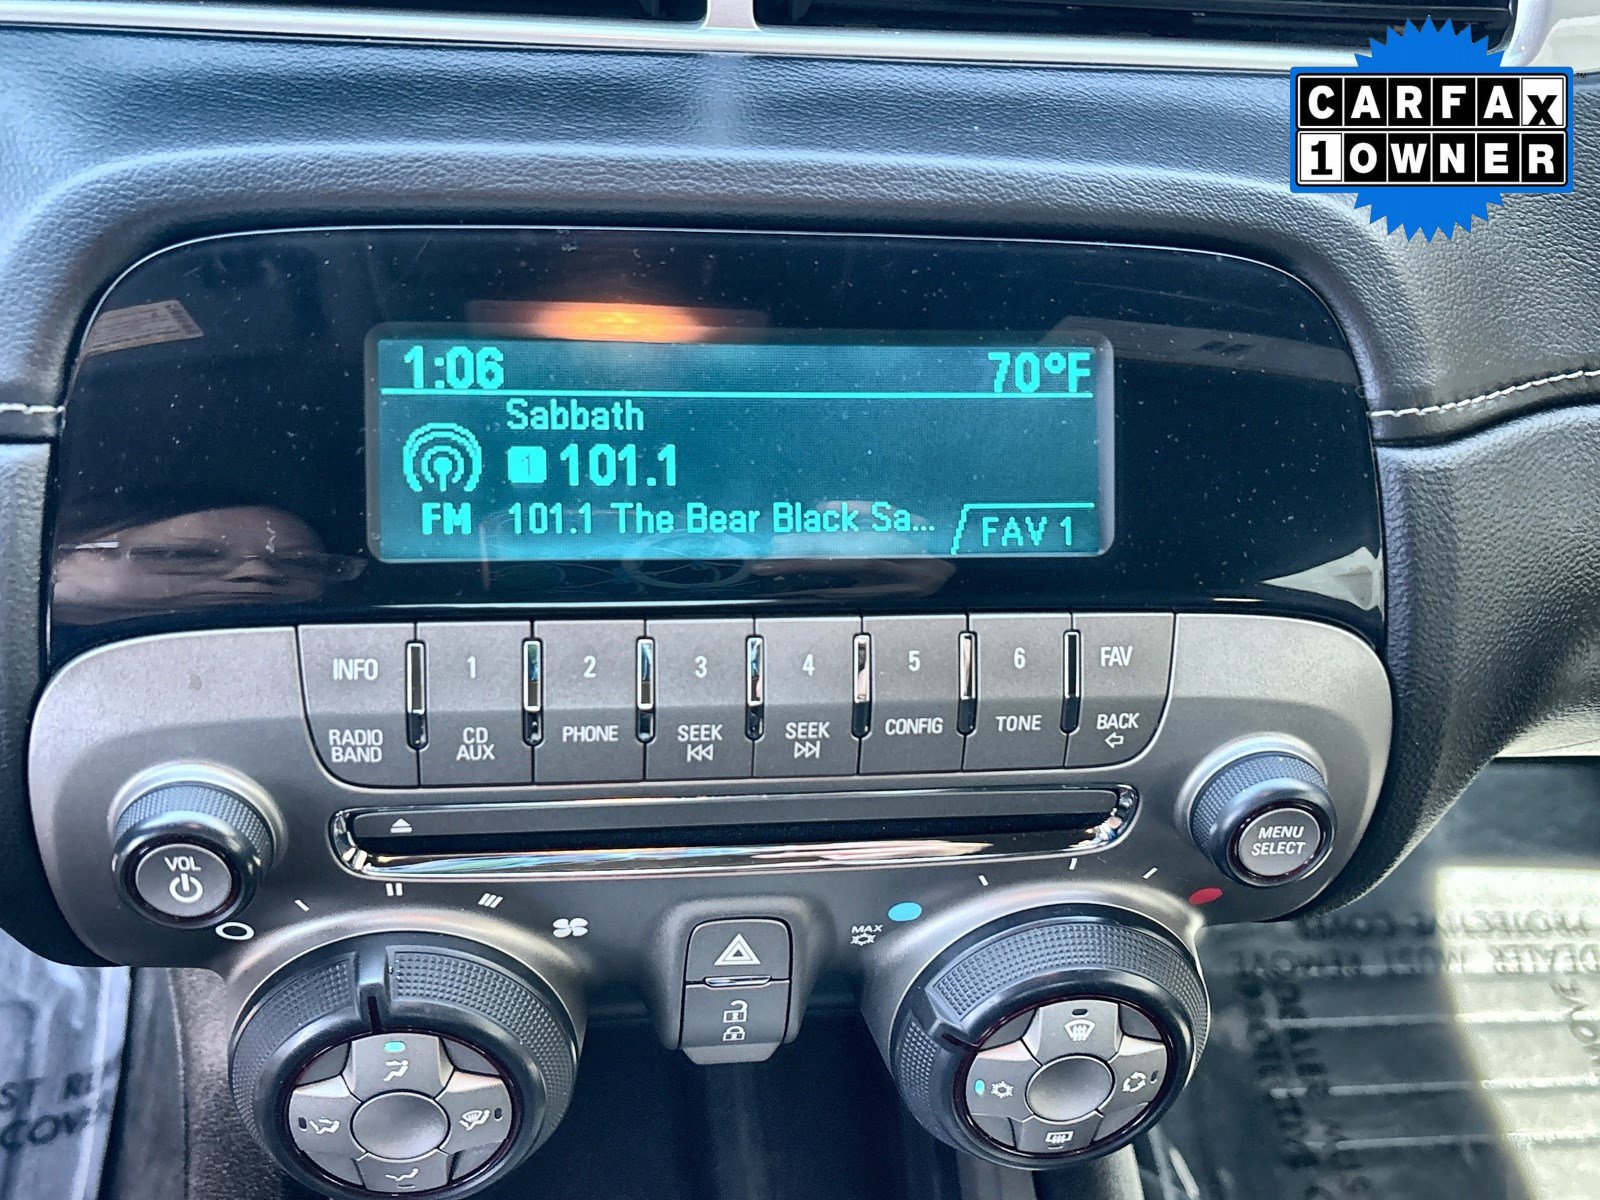 CARFAX
1OWNER
1:06 70°F
Sabbath
1 101.1
FM 101.1 The Bear Black Sa... FAV 1
INFO 1 2 3 4 5 6 FAV
RADIO BAND CD AUX PHONE SEEK SEEK CONFIG TONE BACK
VOL
MENU
SELECT
MAX